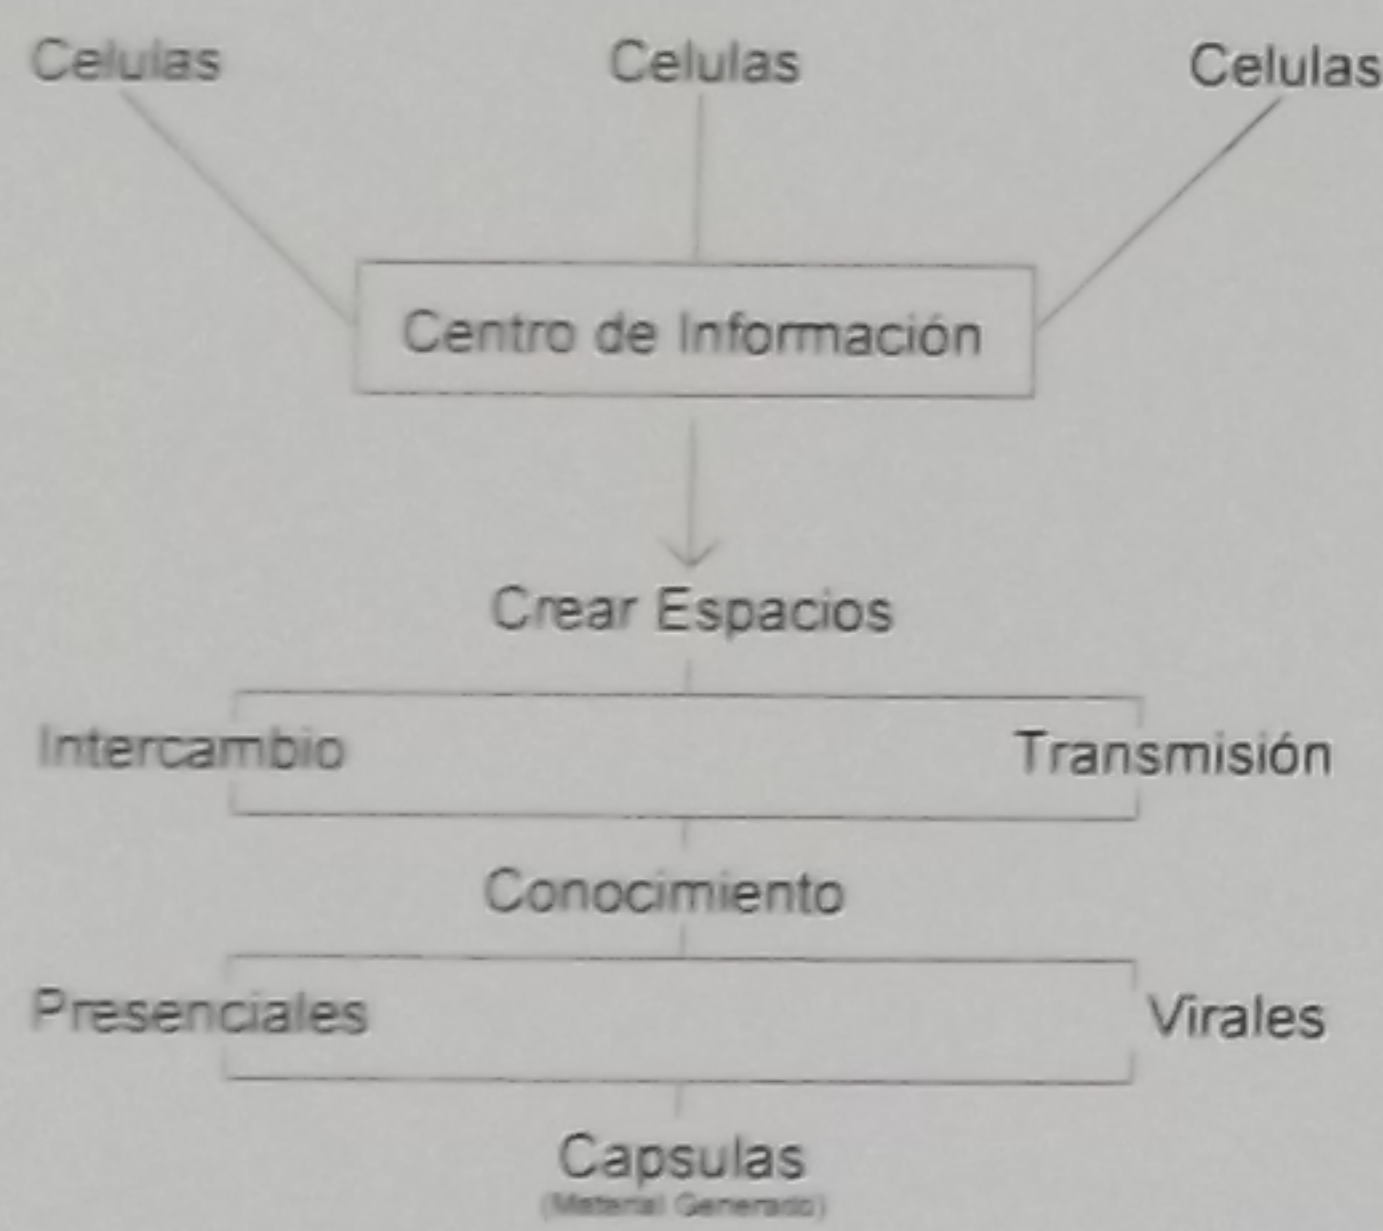 Celulas Celulas Celulas
Centro de Información
Crear Espacios
Intercambio Transmisión
Conocimiento
Presenciales Virales
Capsulas
(Material Generado)